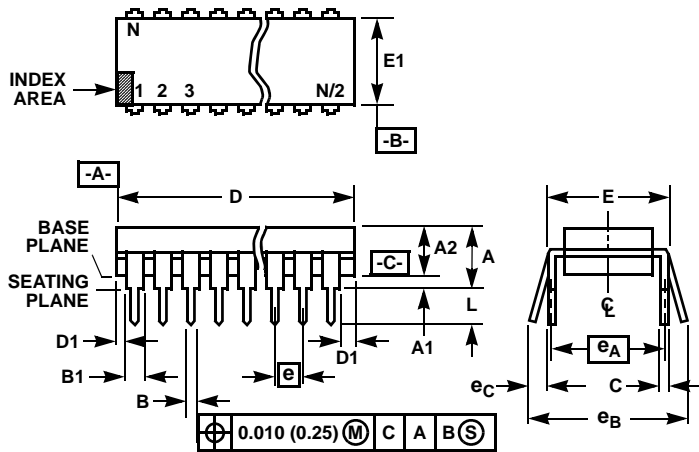 N
E1
INDEX
AREA
1 2 3 N/2
-B-
-A-
D
E
BASE
PLANE
A2
A
-C-
SEATING
PLANE
L
C
L
D1
A1
D1
eA
B1
e
eC
C
B
eB
0.010 (0.25) M C A B S